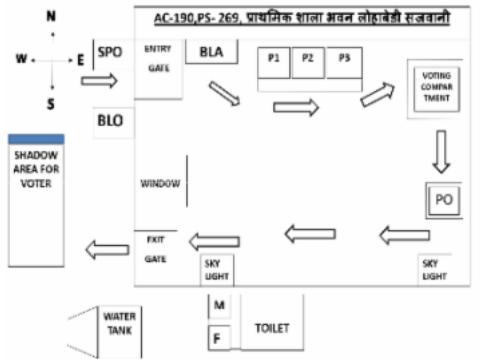 AC-190,PS- 269, प्राथमिक शाला भवन लोहाबेडी सजवानी
N
W
E
S
SPO
ENTRY
GATE
BLA
P1
P2
P3
VOTING
COMPAR
TMENT
BLO
SHADOW
AREA FOR
VOTER
WINDOW
PO
EXIT
GATE
SKY
LIGHT
SKY
LIGHT
WATER
TANK
M
F
TOILET